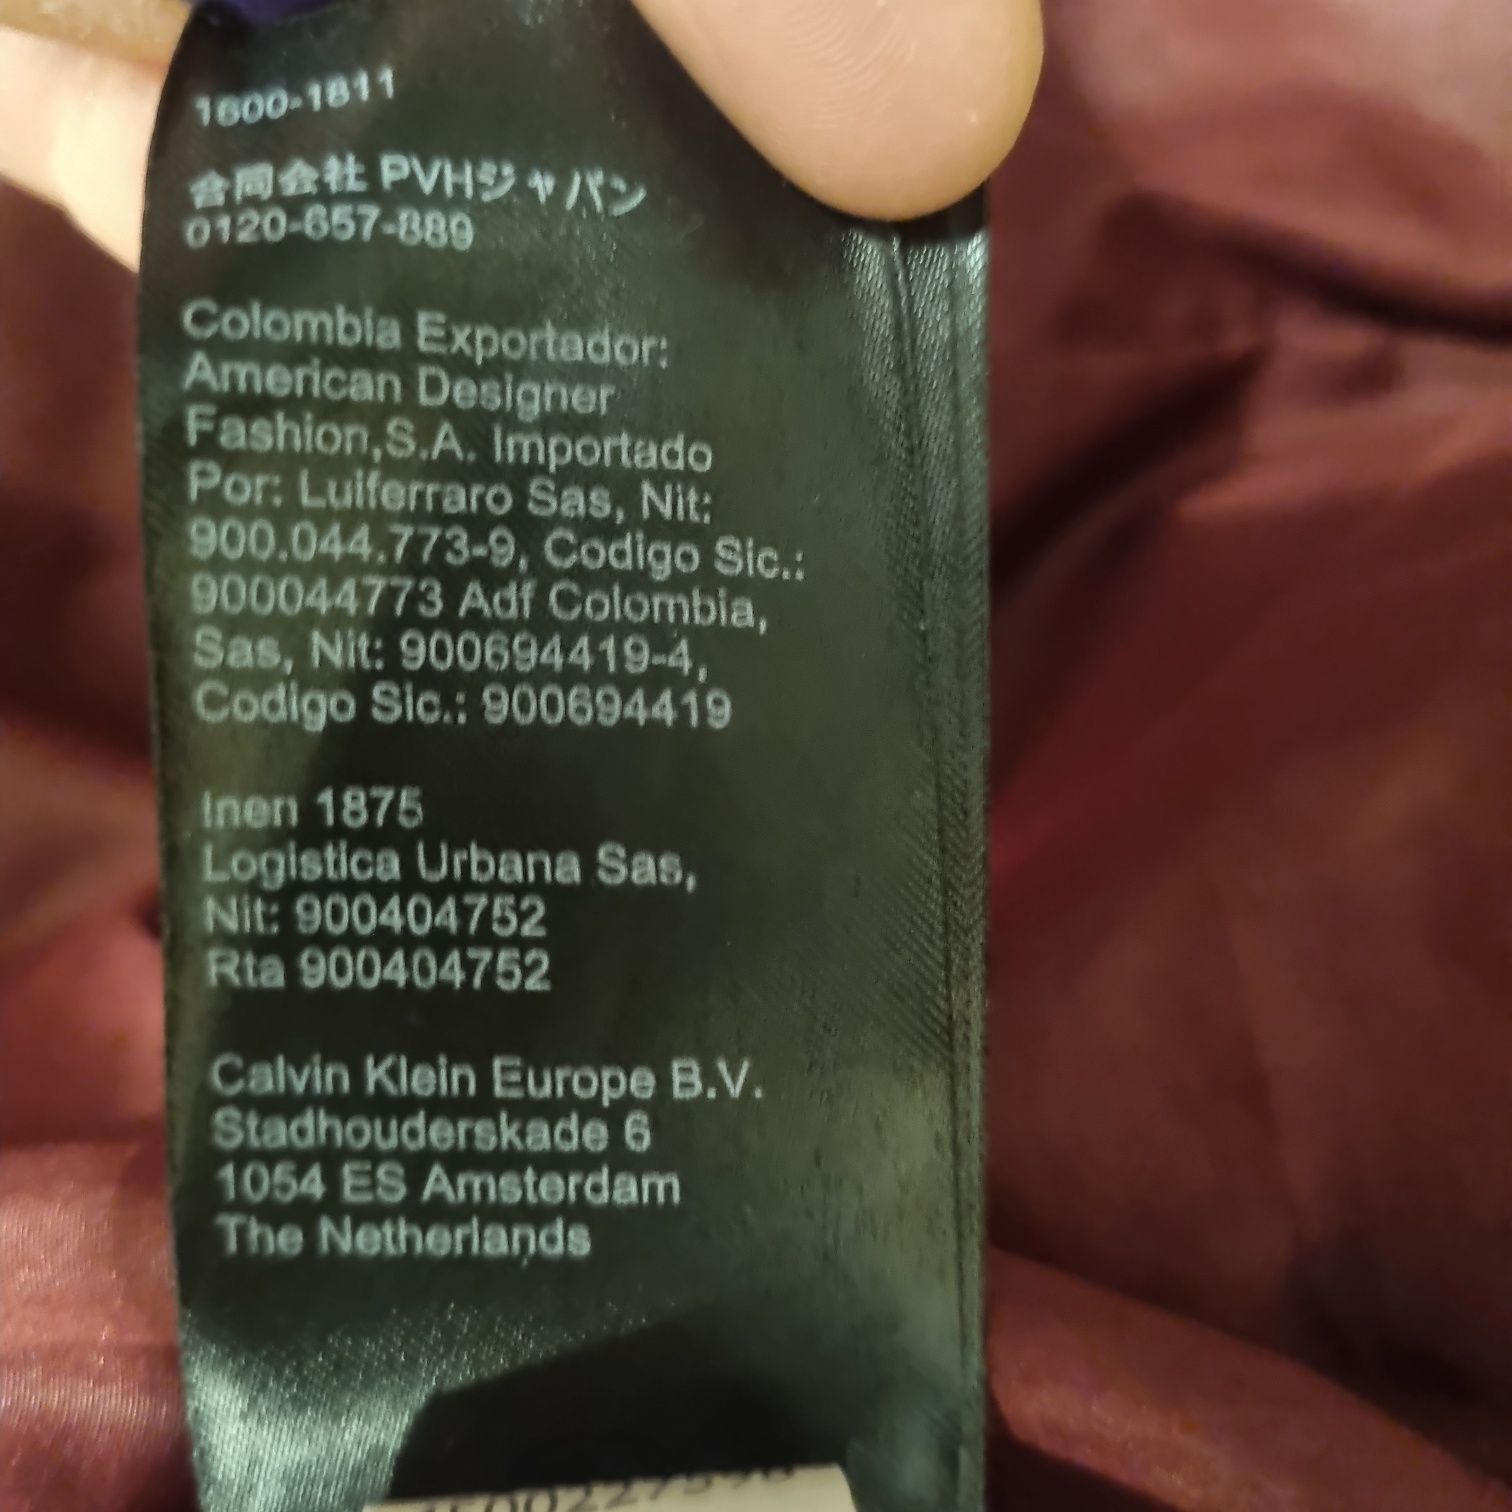 1600-1611
合同会社 PVHジャパン
0120-657-889
Colombia Exportador:
American Designer
Fashion,S.A. Importado
Por: Luiferraro Sas, Nit:
900.044.773-9, Codigo Sic.:
900044773 Adf Colombia,
Sas, Nit: 900694419-4,
Codigo Sic.: 900694419
Inen 1875
Logistica Urbana Sas,
Nit: 900404752
Rta 900404752
Calvin Klein Europe B.V.
Stadhouderskade 6
1054 ES Amsterdam
The Netherlands